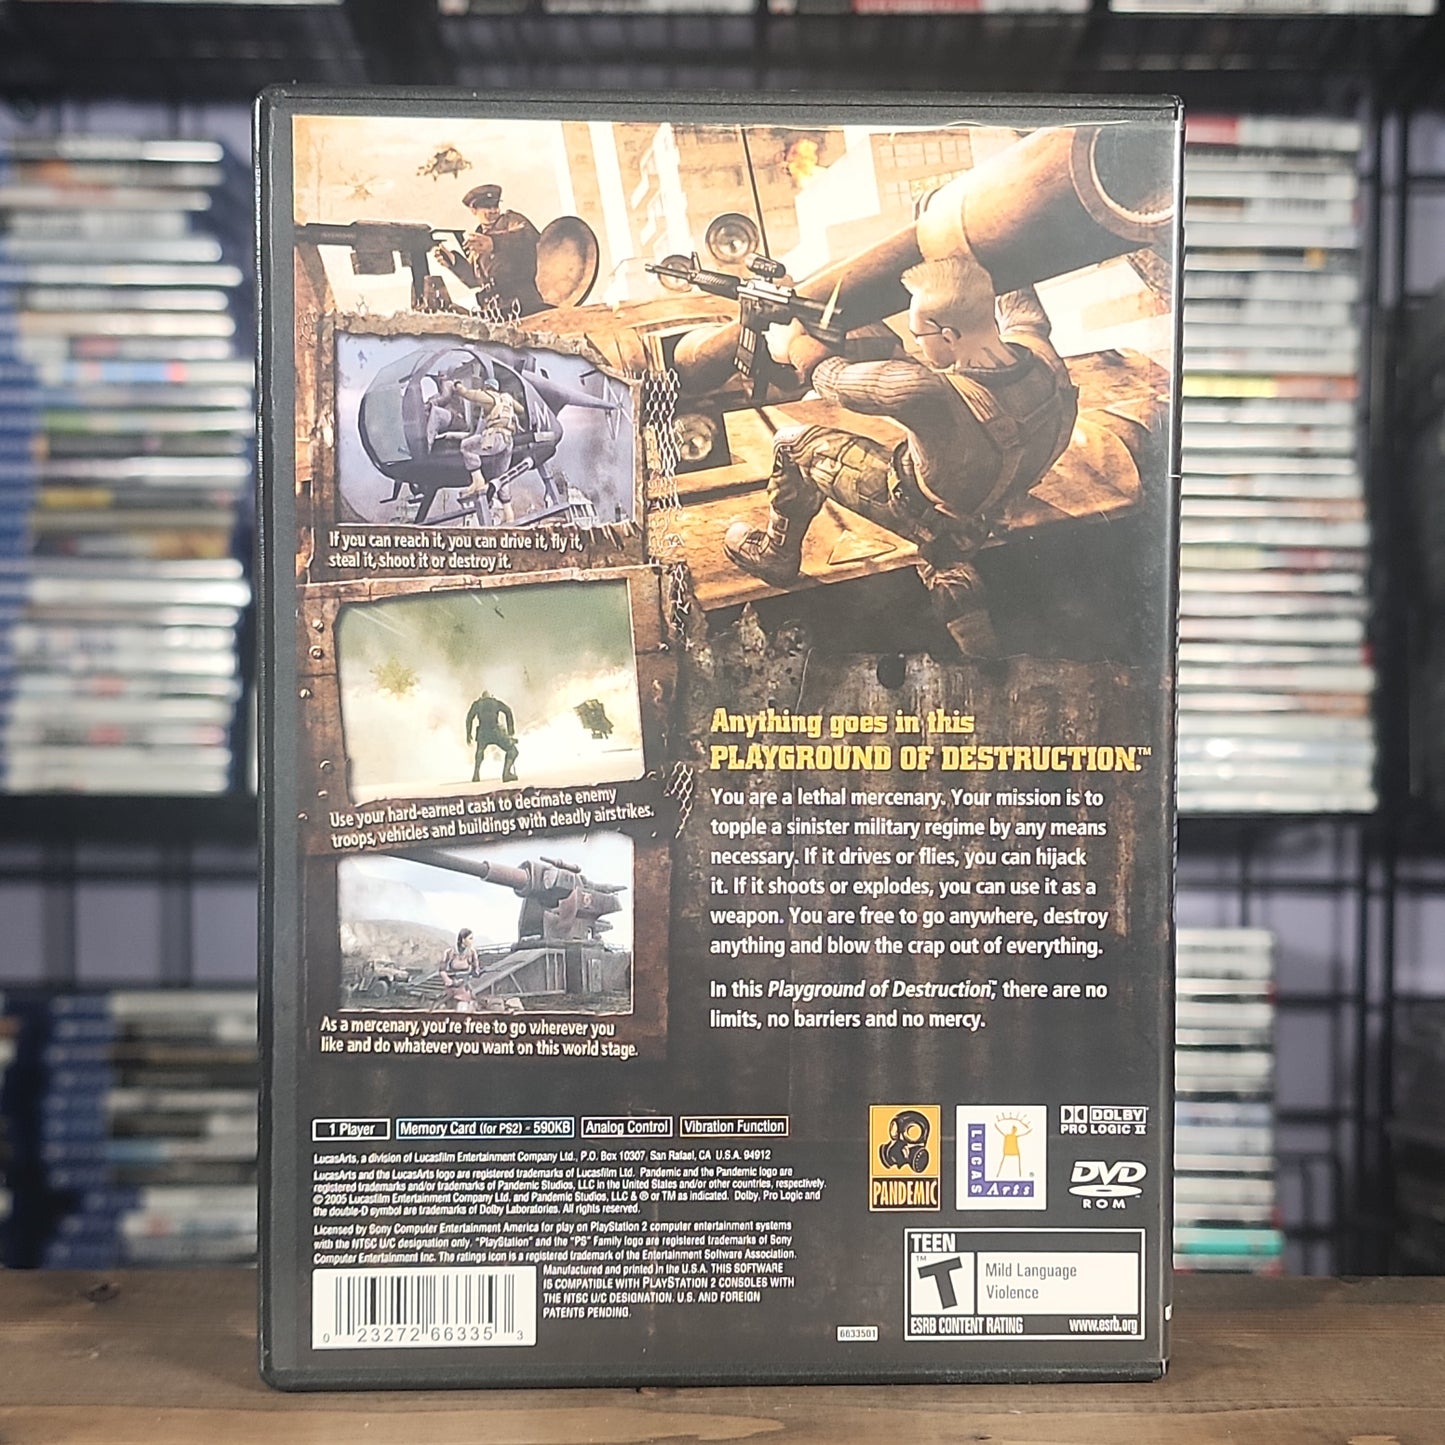 If you can reach it, you can drive it, fly it,
steal it, shoot it or destroy it.
Use your hard-earned cash to decimate enemy
troops, vehicles and buildings with deadly airstrikes.
As a mercenary, you're free to go wherever you
like and do whatever you want on this world stage.
Anything goes in this
PLAYGROUND OF DESTRUCTION.™
You are a lethal mercenary. Your mission is to
topple a sinister military regime by any means
necessary. If it drives or flies, you can hijack
it. If it shoots or explodes, you can use it as a
weapon. You are free to go anywhere, destroy
anything and blow the crap out of everything.
In this Playground of Destruction,™ there are no
limits, no barriers and no mercy.
1 Player
Memory Card (for PS2) - 590KB
Analog Control
Vibration Function
LucasArts, a division of Lucasfilm Entertainment Company Ltd., P.O. Box 10307, San Rafael, CA U.S.A. 94912
LucasArts and the LucasArts logo are registered trademarks of Lucasfilm Ltd. Pandemic and the Pandemic logo are
registered trademarks and/or trademarks of Pandemic Studios, LLC in the United States and/or other countries, respectively.
© 2005 Lucasfilm Entertainment Company Ltd. and Pandemic Studios, LLC & ® or TM as indicated. Dolby, Pro Logic and
the double-D symbol are trademarks of Dolby Laboratories. All rights reserved.
Licensed by Sony Computer Entertainment America for play on PlayStation 2 computer entertainment systems
with the NTSC U/C designation only. "PlayStation" and the "PS" Family logo are registered trademarks of Sony
Computer Entertainment Inc. The ratings icon is a registered trademark of the Entertainment Software Association.
Manufactured and printed in the U.S.A. THIS SOFTWARE
IS COMPATIBLE WITH PLAYSTATION 2 CONSOLES WITH
THE NTSC U/C DESIGNATION. U.S. AND FOREIGN
PATENTS PENDING.
0 23272 66335 3
PANDEMIC
LUCAS
Arts ®
DOLBY
PRO LOGIC II
DVD
ROM
6633501
TEEN
T ™
Mild Language
Violence
ESRB CONTENT RATING www.esrb.org